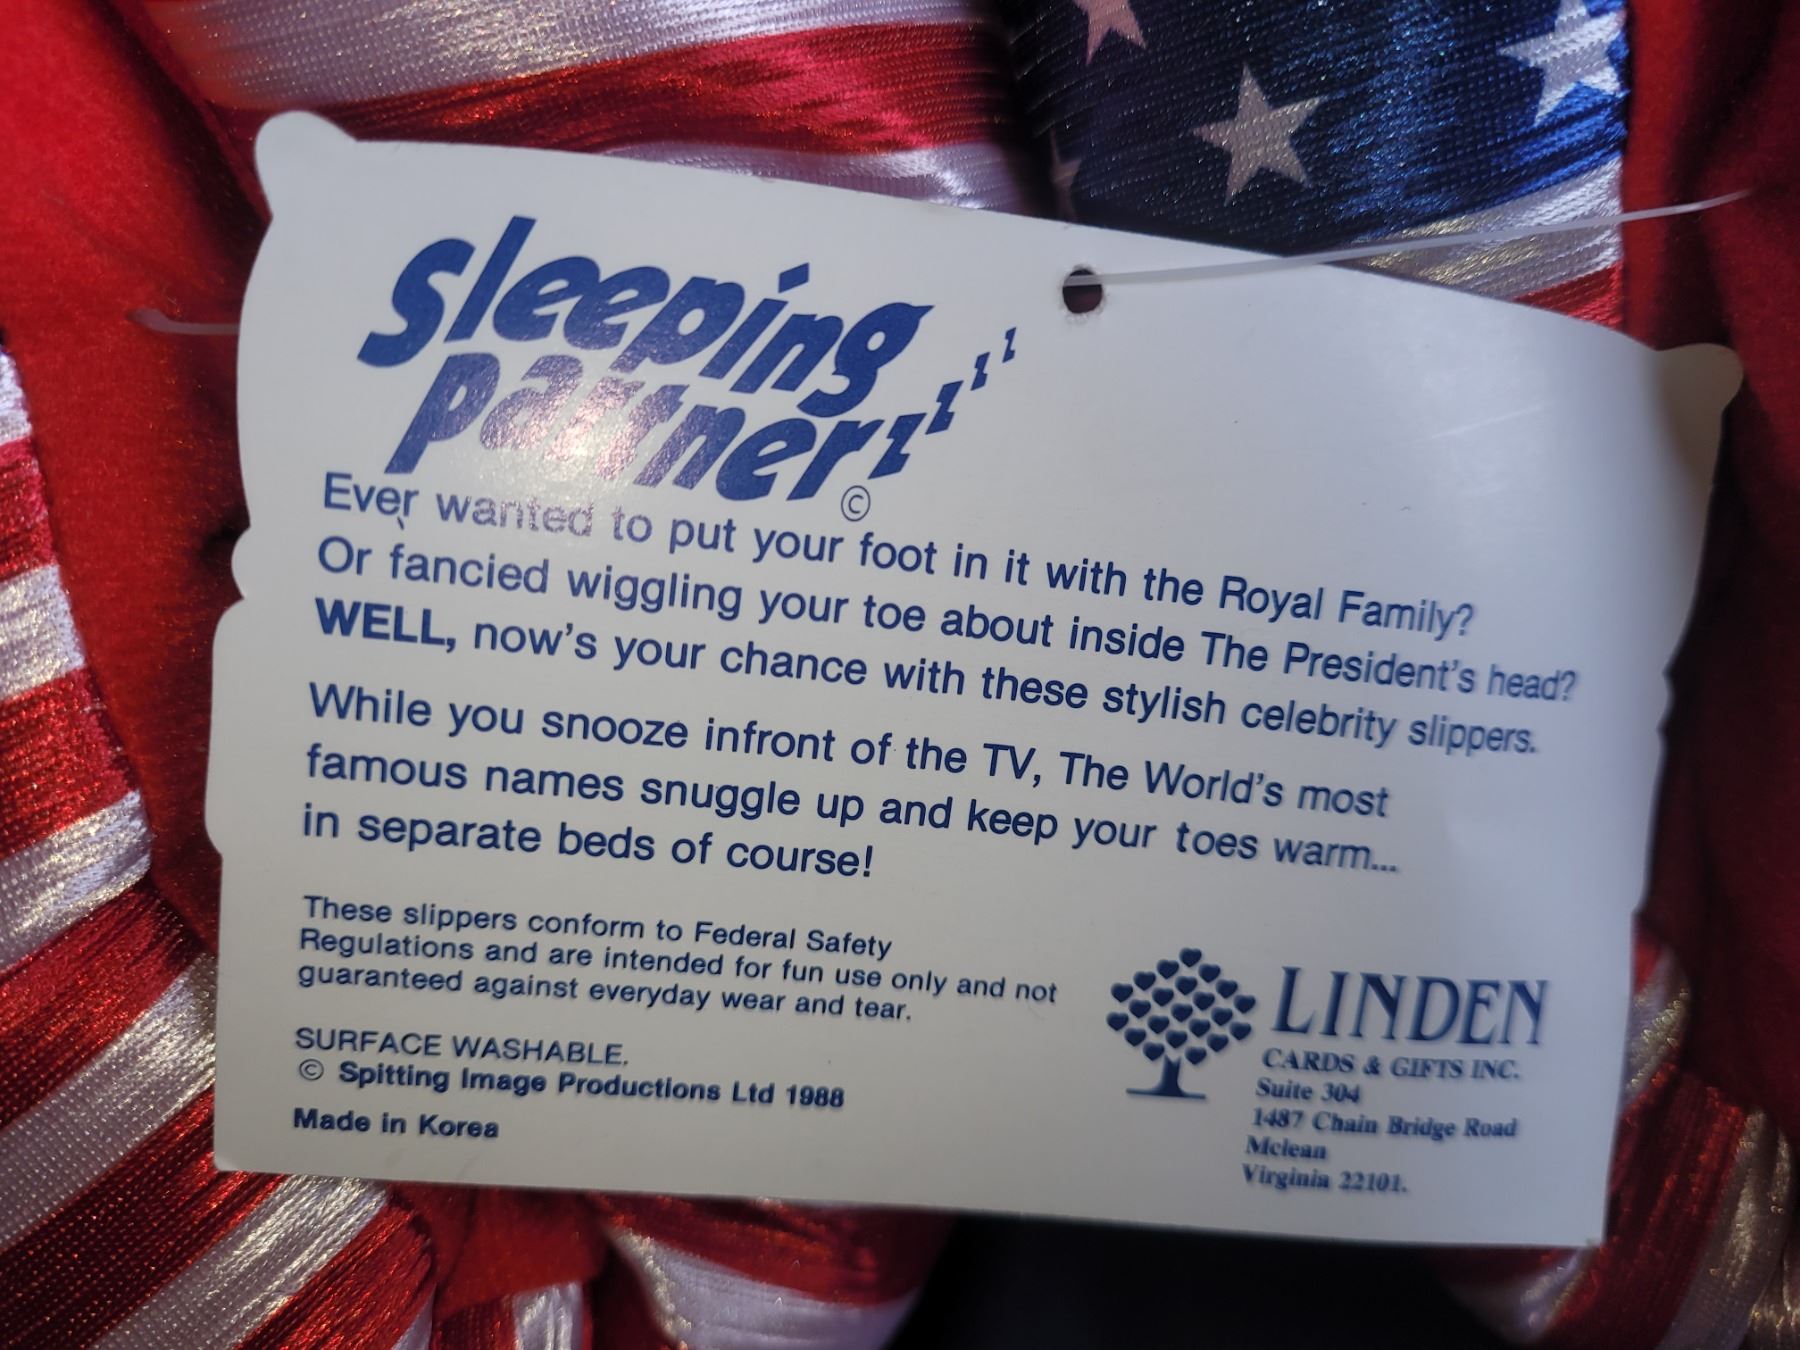 sleeping
partnerzzzzz
©
Ever wanted to put your foot in it with the Royal Family?
Or fancied wiggling your toe about inside The President's head?
WELL, now's your chance with these stylish celebrity slippers.
While you snooze infront of the TV, The World's most
famous names snuggle up and keep your toes warm...
in separate beds of course!
These slippers conform to Federal Safety
Regulations and are intended for fun use only and not
guaranteed against everyday wear and tear.
SURFACE WASHABLE.
© Spitting Image Productions Ltd 1988
Made in Korea
LINDEN
CARDS & GIFTS INC.
Suite 304
1487 Chain Bridge Road
Mclean
Virginia 22101.